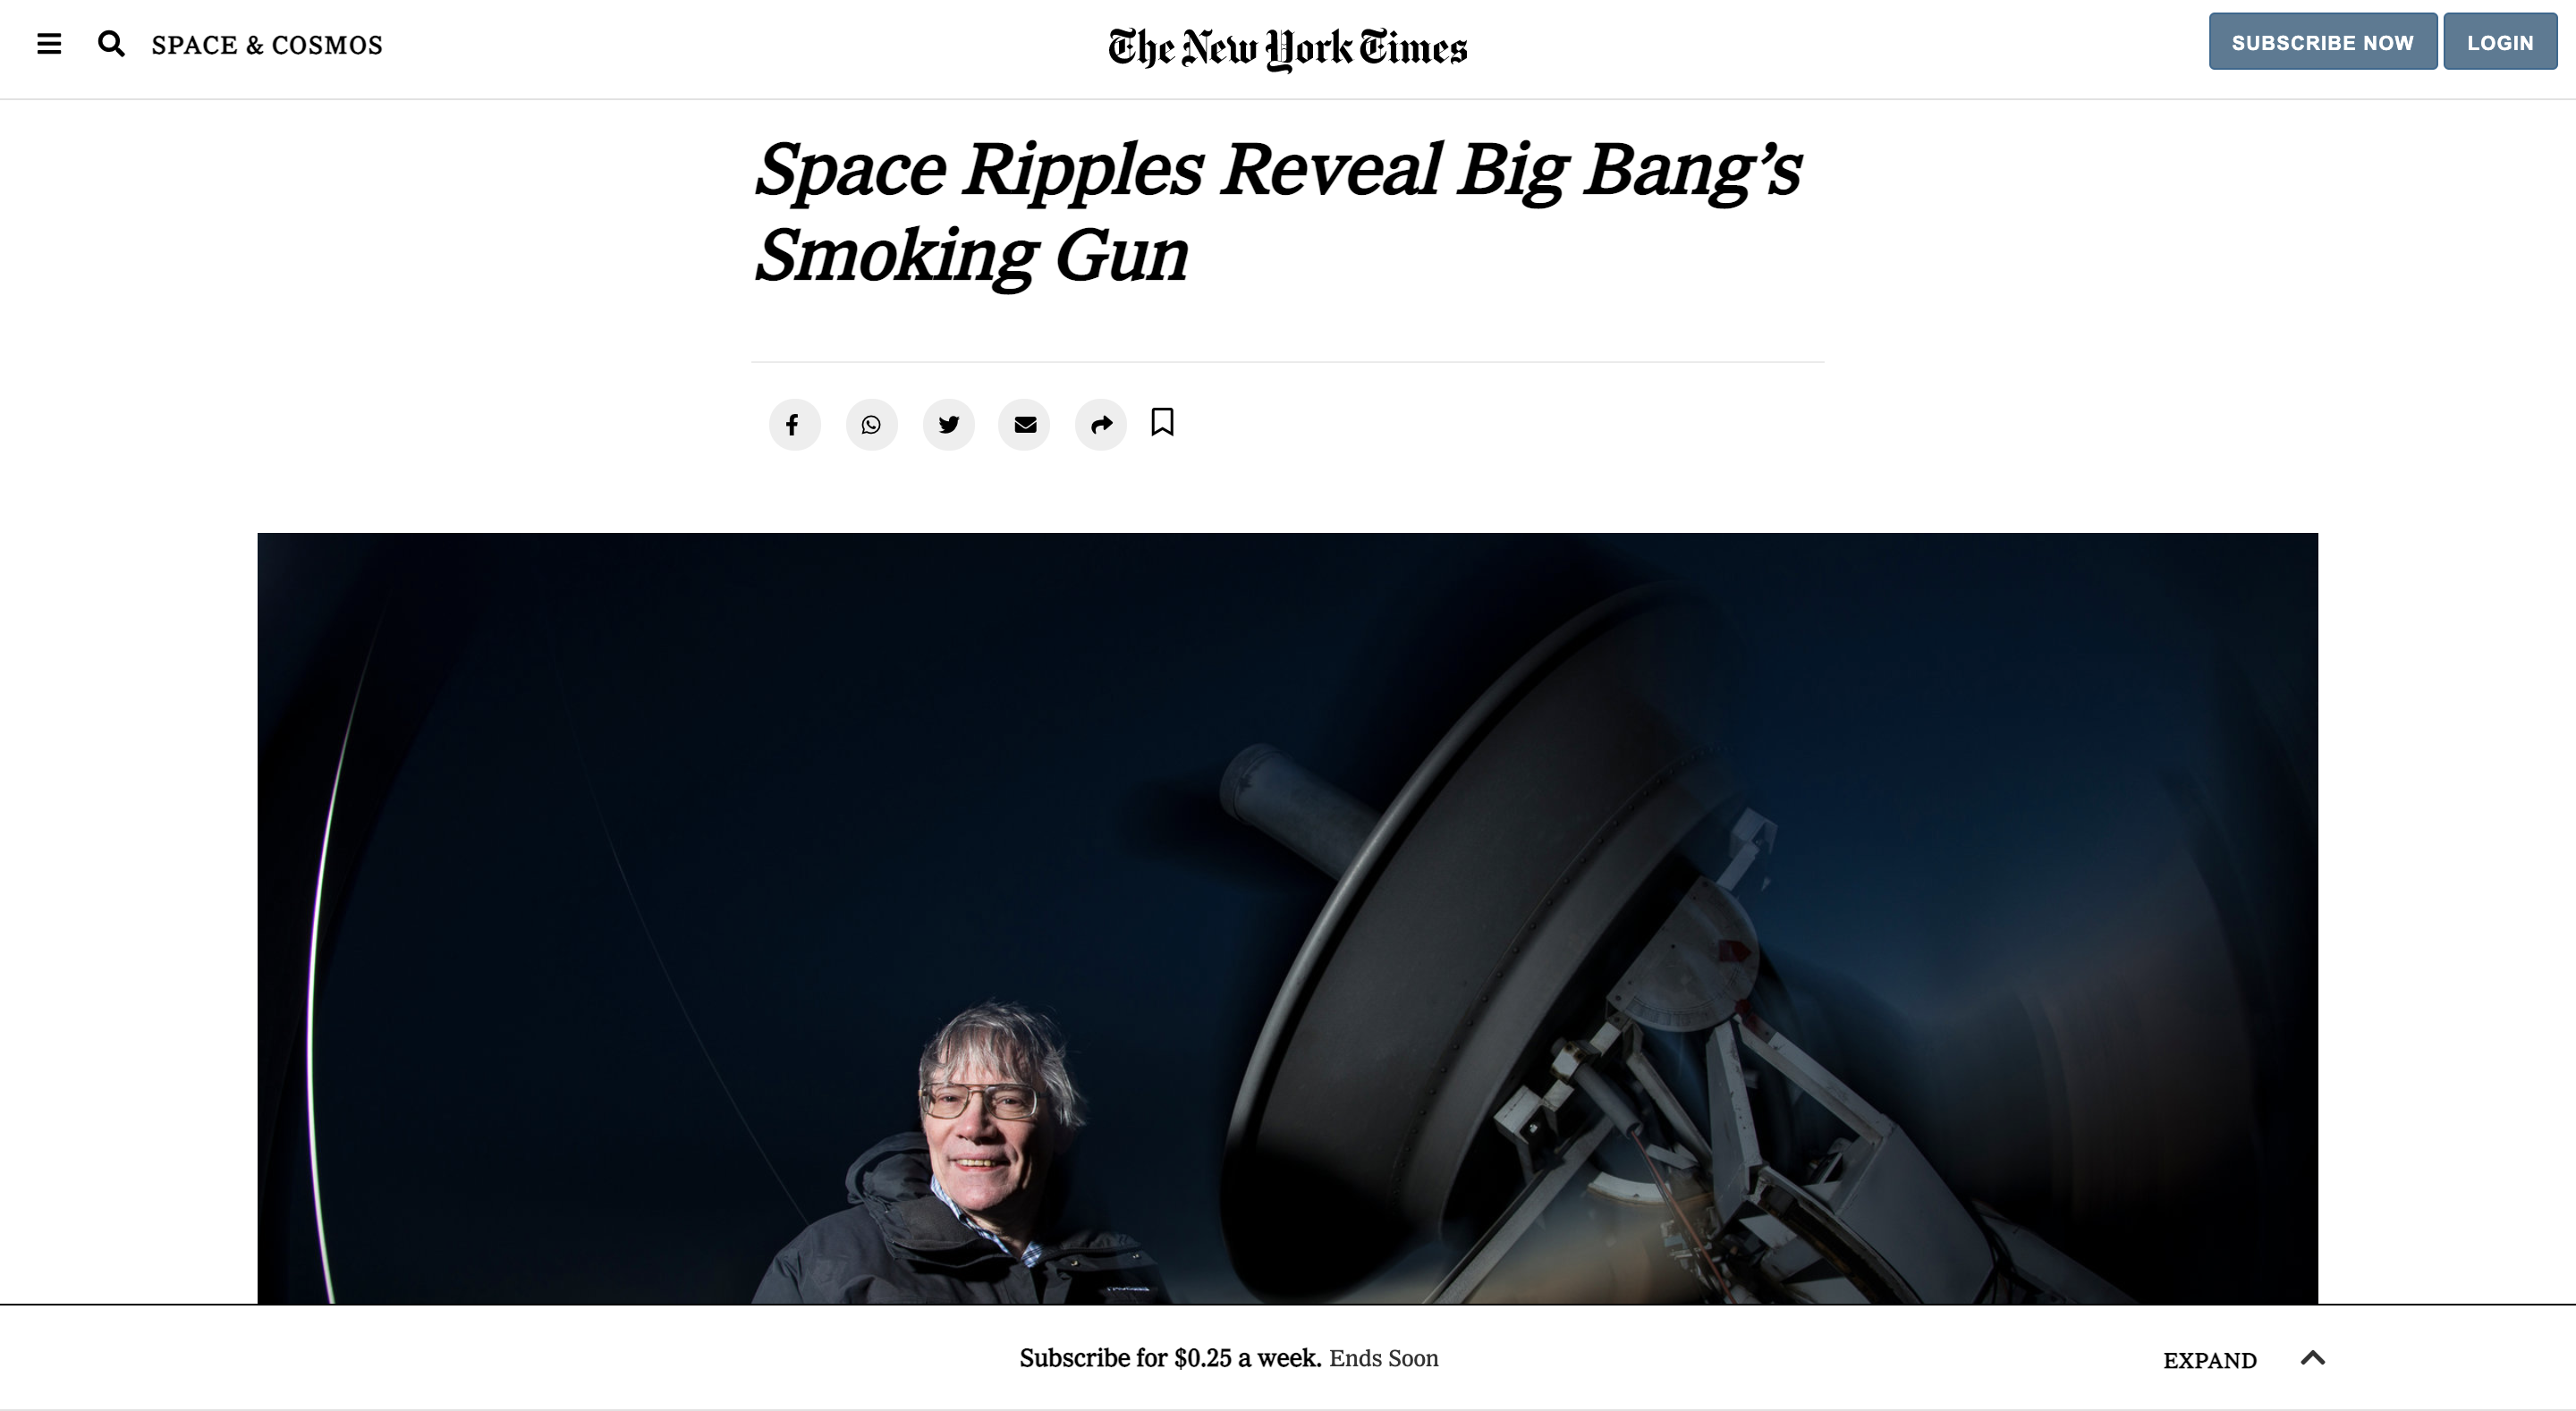 SPACE & COSMOS
The New York Times
SUBSCRIBE NOW
LOGIN
Space Ripples Reveal Big Bang’s
Smoking Gun
Subscribe for $0.25 a week. Ends Soon
EXPAND